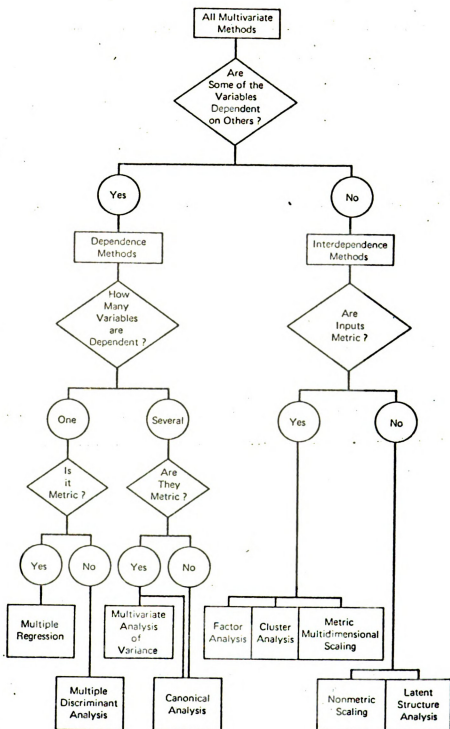 All Multivariate
Methods
Are
Some of the
Variables
Dependent
on Others ?
Yes
No
Dependence
Methods
Interdependence
Methods
How
Many
Variables
are
Dependent ?
Are
Inputs
Metric ?
One
Several
Yes
No
Is
it
Metric ?
Are
They
Metric ?
Yes
No
Yes
No
Multiple
Regression
Multivariate
Analysis
of
Variance
Factor
Analysis
Cluster
Analysis
Metric
Multidimensional
Scaling
Multiple
Discriminant
Analysis
Canonical
Analysis
Nonmetric
Scaling
Latent
Structure
Analysis